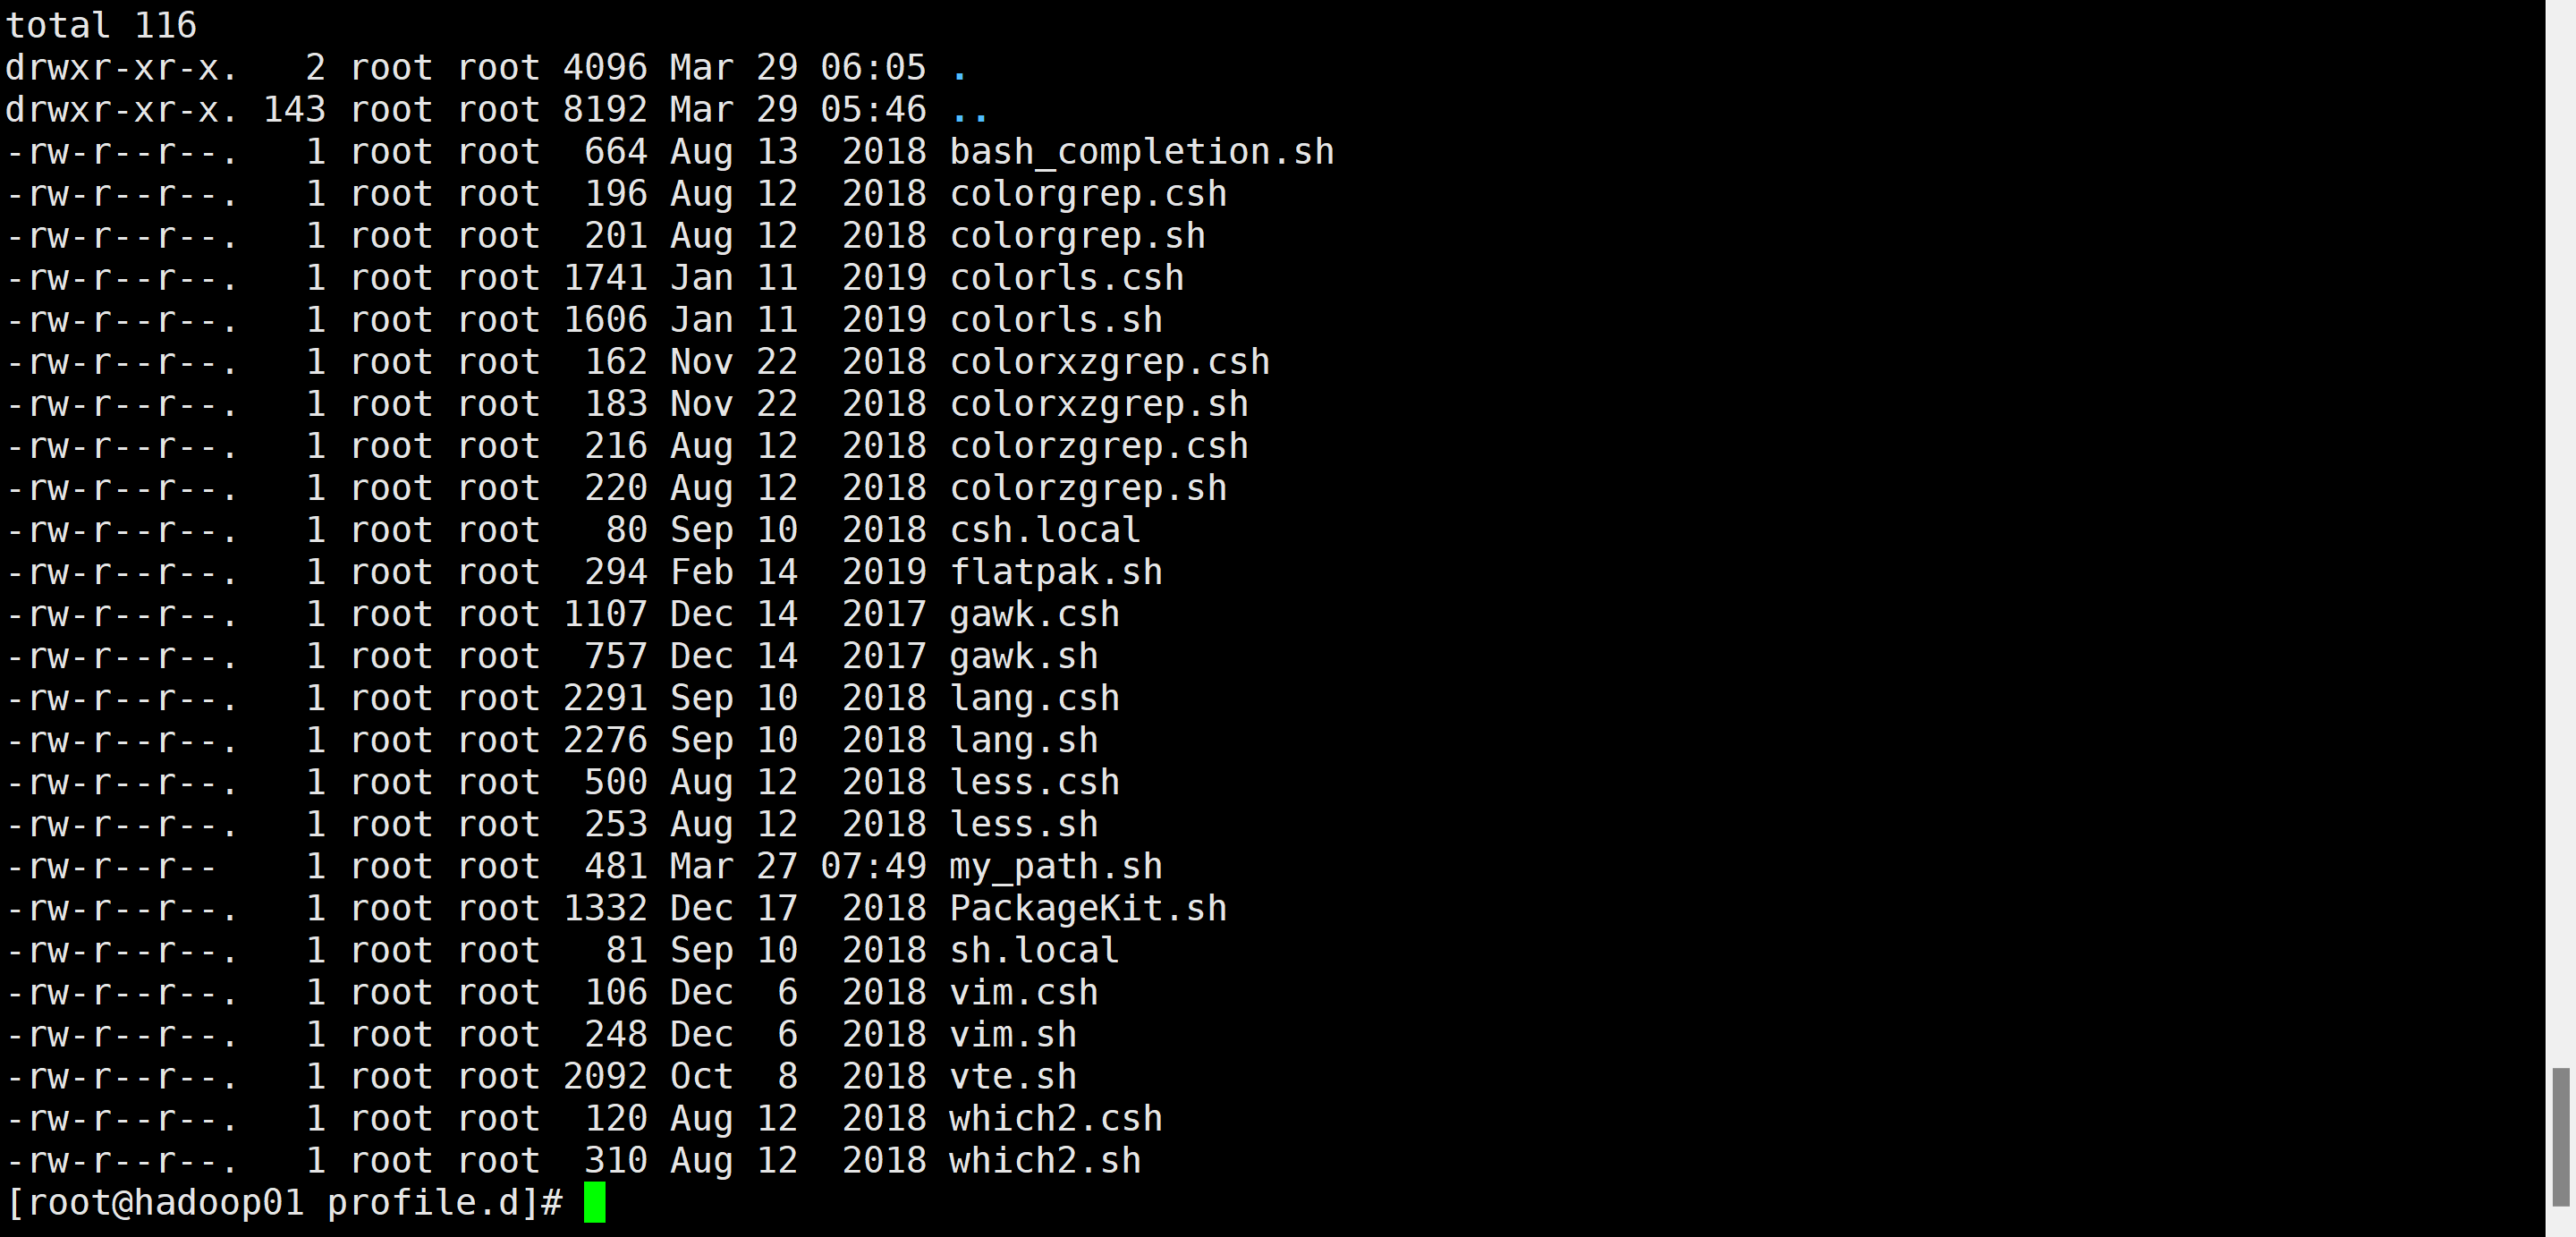 total 116
drwxr-xr-x.   2 root root 4096 Mar 29 06:05 .
drwxr-xr-x. 143 root root 8192 Mar 29 05:46 ..
-rw-r--r--.   1 root root  664 Aug 13  2018 bash_completion.sh
-rw-r--r--.   1 root root  196 Aug 12  2018 colorgrep.csh
-rw-r--r--.   1 root root  201 Aug 12  2018 colorgrep.sh
-rw-r--r--.   1 root root 1741 Jan 11  2019 colorls.csh
-rw-r--r--.   1 root root 1606 Jan 11  2019 colorls.sh
-rw-r--r--.   1 root root  162 Nov 22  2018 colorxzgrep.csh
-rw-r--r--.   1 root root  183 Nov 22  2018 colorxzgrep.sh
-rw-r--r--.   1 root root  216 Aug 12  2018 colorzgrep.csh
-rw-r--r--.   1 root root  220 Aug 12  2018 colorzgrep.sh
-rw-r--r--.   1 root root   80 Sep 10  2018 csh.local
-rw-r--r--.   1 root root  294 Feb 14  2019 flatpak.sh
-rw-r--r--.   1 root root 1107 Dec 14  2017 gawk.csh
-rw-r--r--.   1 root root  757 Dec 14  2017 gawk.sh
-rw-r--r--.   1 root root 2291 Sep 10  2018 lang.csh
-rw-r--r--.   1 root root 2276 Sep 10  2018 lang.sh
-rw-r--r--.   1 root root  500 Aug 12  2018 less.csh
-rw-r--r--.   1 root root  253 Aug 12  2018 less.sh
-rw-r--r--    1 root root  481 Mar 27 07:49 my_path.sh
-rw-r--r--.   1 root root 1332 Dec 17  2018 PackageKit.sh
-rw-r--r--.   1 root root   81 Sep 10  2018 sh.local
-rw-r--r--.   1 root root  106 Dec  6  2018 vim.csh
-rw-r--r--.   1 root root  248 Dec  6  2018 vim.sh
-rw-r--r--.   1 root root 2092 Oct  8  2018 vte.sh
-rw-r--r--.   1 root root  120 Aug 12  2018 which2.csh
-rw-r--r--.   1 root root  310 Aug 12  2018 which2.sh
[root@hadoop01 profile.d]#